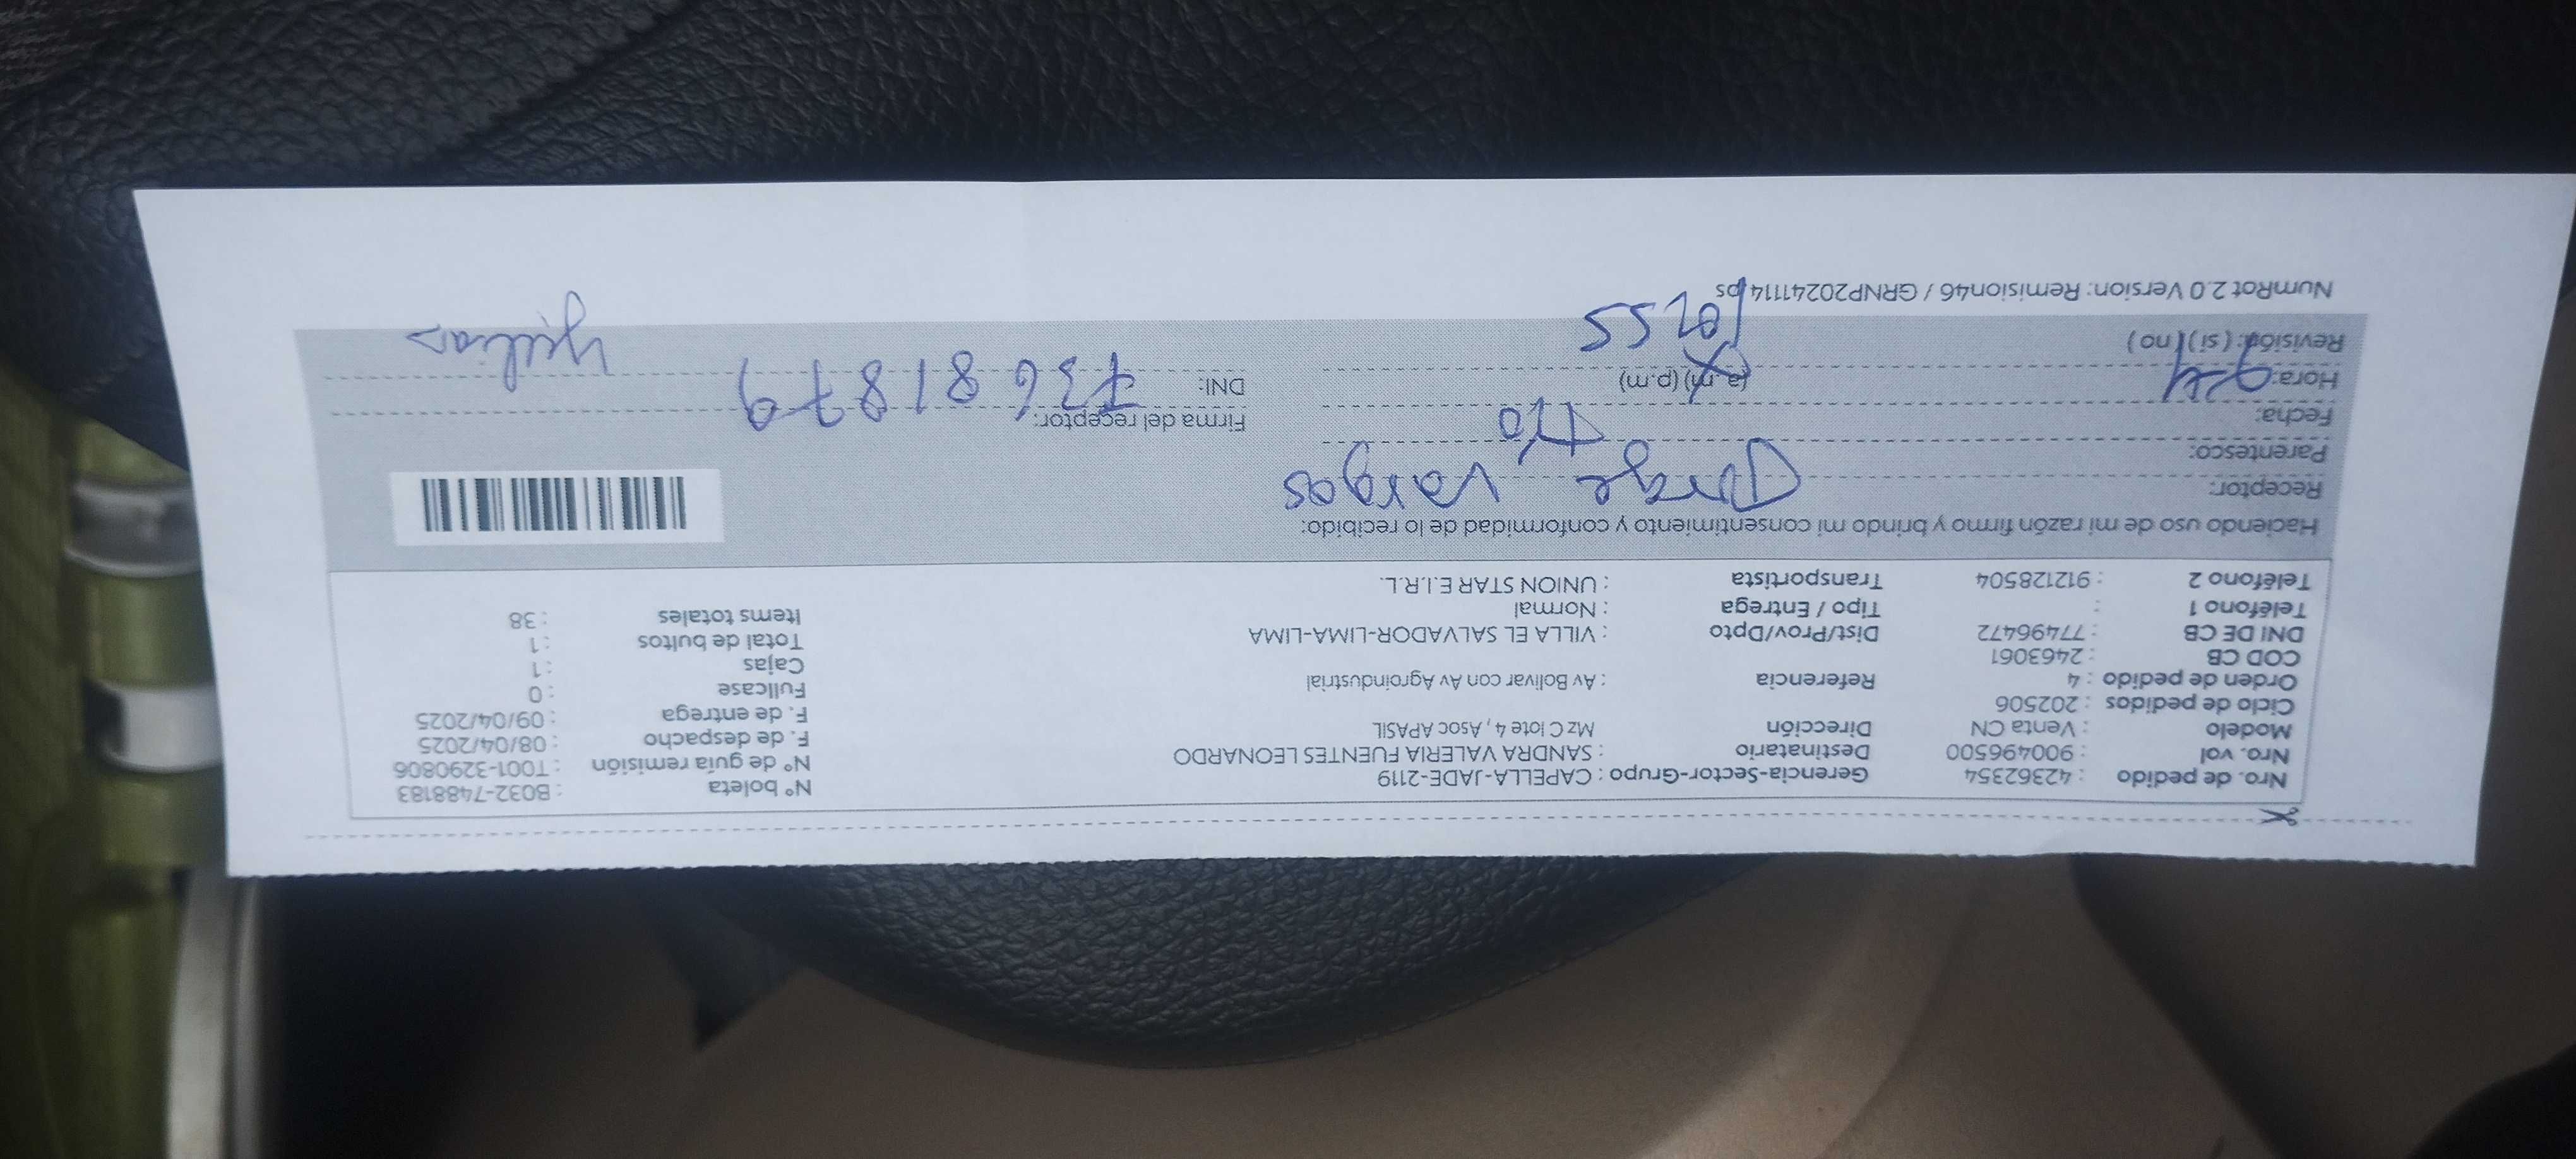 Nro. de pedido : 42362354 Gerencia-Sector-Grupo : CAPELLA-JADE-2119 N° boleta : B032-7488183
Nro. vol : 900496500 Destinatario : SANDRA VALERIA FUENTES LEONARDO N° de guía remisión : T001-3290806
Modelo : Venta CN Dirección Mz C lote 4 , Asoc APASIL F. de despacho : 08/04/2025
Ciclo de pedidos : 202506 F. de entrega : 09/04/2025
Orden de pedido : 4 Referencia : Av Bolivar con Av Agroindustrial Fullcase : 0
COD CB : 2463061 Cajas : 1
DNI DE CB : 77496472 Dist/Prov/Dpto : VILLA EL SALVADOR-LIMA-LIMA Total de bultos : 1
Teléfono 1 : Tipo / Entrega : Normal Items totales : 38
Teléfono 2 : 912128504 Transportista : UNION STAR E.I.R.L.
Haciendo uso de mi razón firmo y brindo mi consentimiento y conformidad de lo recibido:
Receptor: Jorge Vargas
Parentesco: tío
Fecha: 9-4 Firma del receptor:
Hora: (a.m) (p.m) DNI: 73681879
Revisión: ( si ) ( no )
NumRot 2.0 Version: Remision46 / GRNP20241114 ps